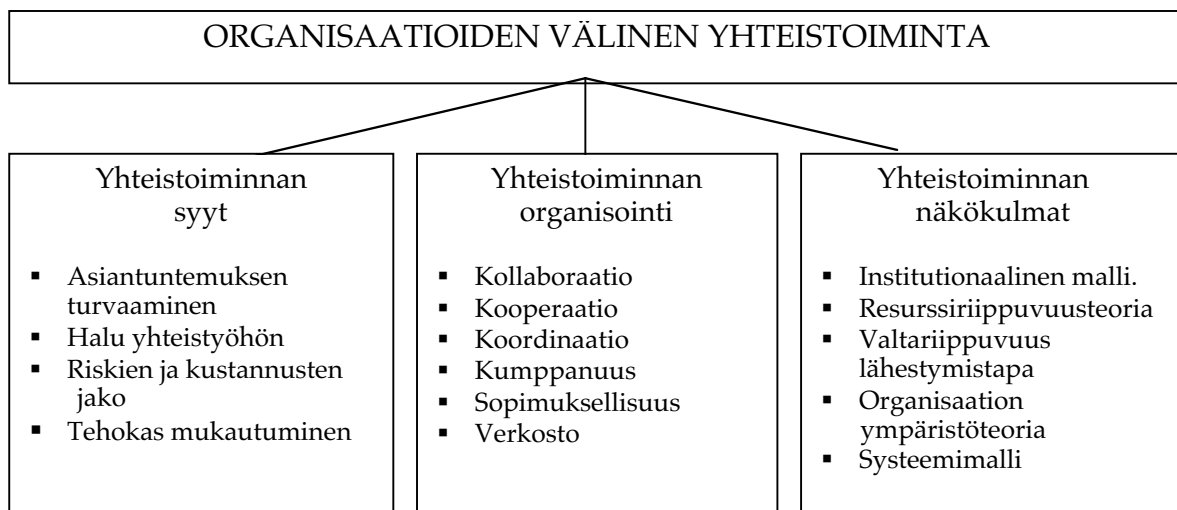 ORGANISAATIOIDEN VÄLINEN YHTEISTOIMINTA
Yhteistoiminnan
syyt
▪ Asiantuntemuksen
turvaaminen
▪ Halu yhteistyöhön
▪ Riskien ja kustannusten
jako
▪ Tehokas mukautuminen
Yhteistoiminnan
organisointi
▪ Kollaboraatio
▪ Kooperaatio
▪ Koordinaatio
▪ Kumppanuus
▪ Sopimuksellisuus
▪ Verkosto
Yhteistoiminnan
näkökulmat
▪ Institutionaalinen malli.
▪ Resurssiriippuvuusteoria
▪ Valtariippuvuus
lähestymistapa
▪ Organisaation
ympäristöteoria
▪ Systeemimalli